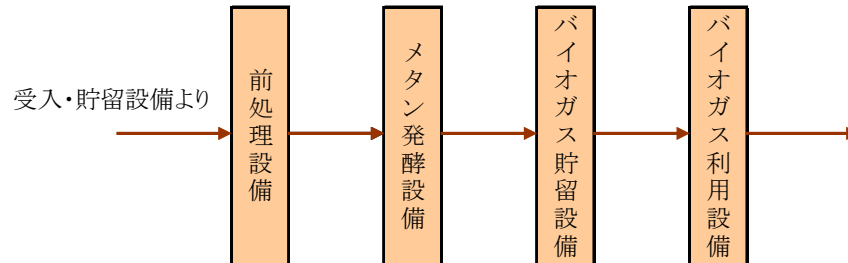 受入・貯留設備より
前処理設備
メタン発酵設備
バイオガス貯留設備
バイオガス利用設備